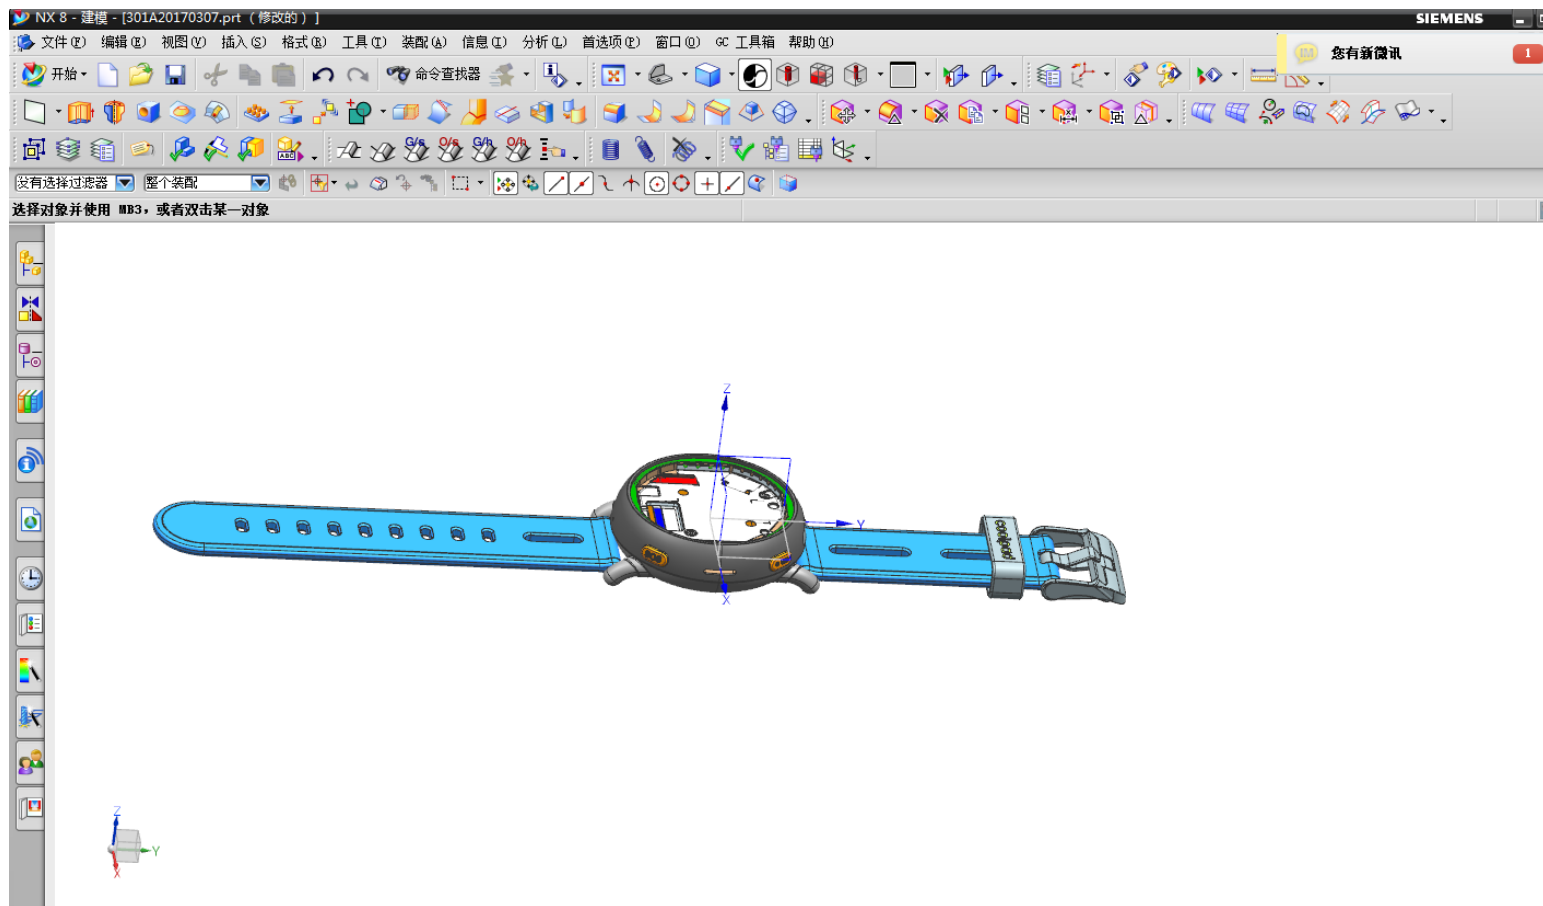 NX 8 - 建模 - [301A20170307.prt （修改的）]
SIEMENS
文件(F) 编辑(E) 视图(V) 插入(S) 格式(R) 工具(T) 装配(A) 信息(I) 分析(L) 首选项(P) 窗口(O) GC 工具箱 帮助(H)
您有新微讯
1
开始
命令查找器
没有选择过滤器
整个装配
选择对象并使用 MB3，或者双击某一对象
Z
Y
X
SOS
coolpad
Z
Y
X